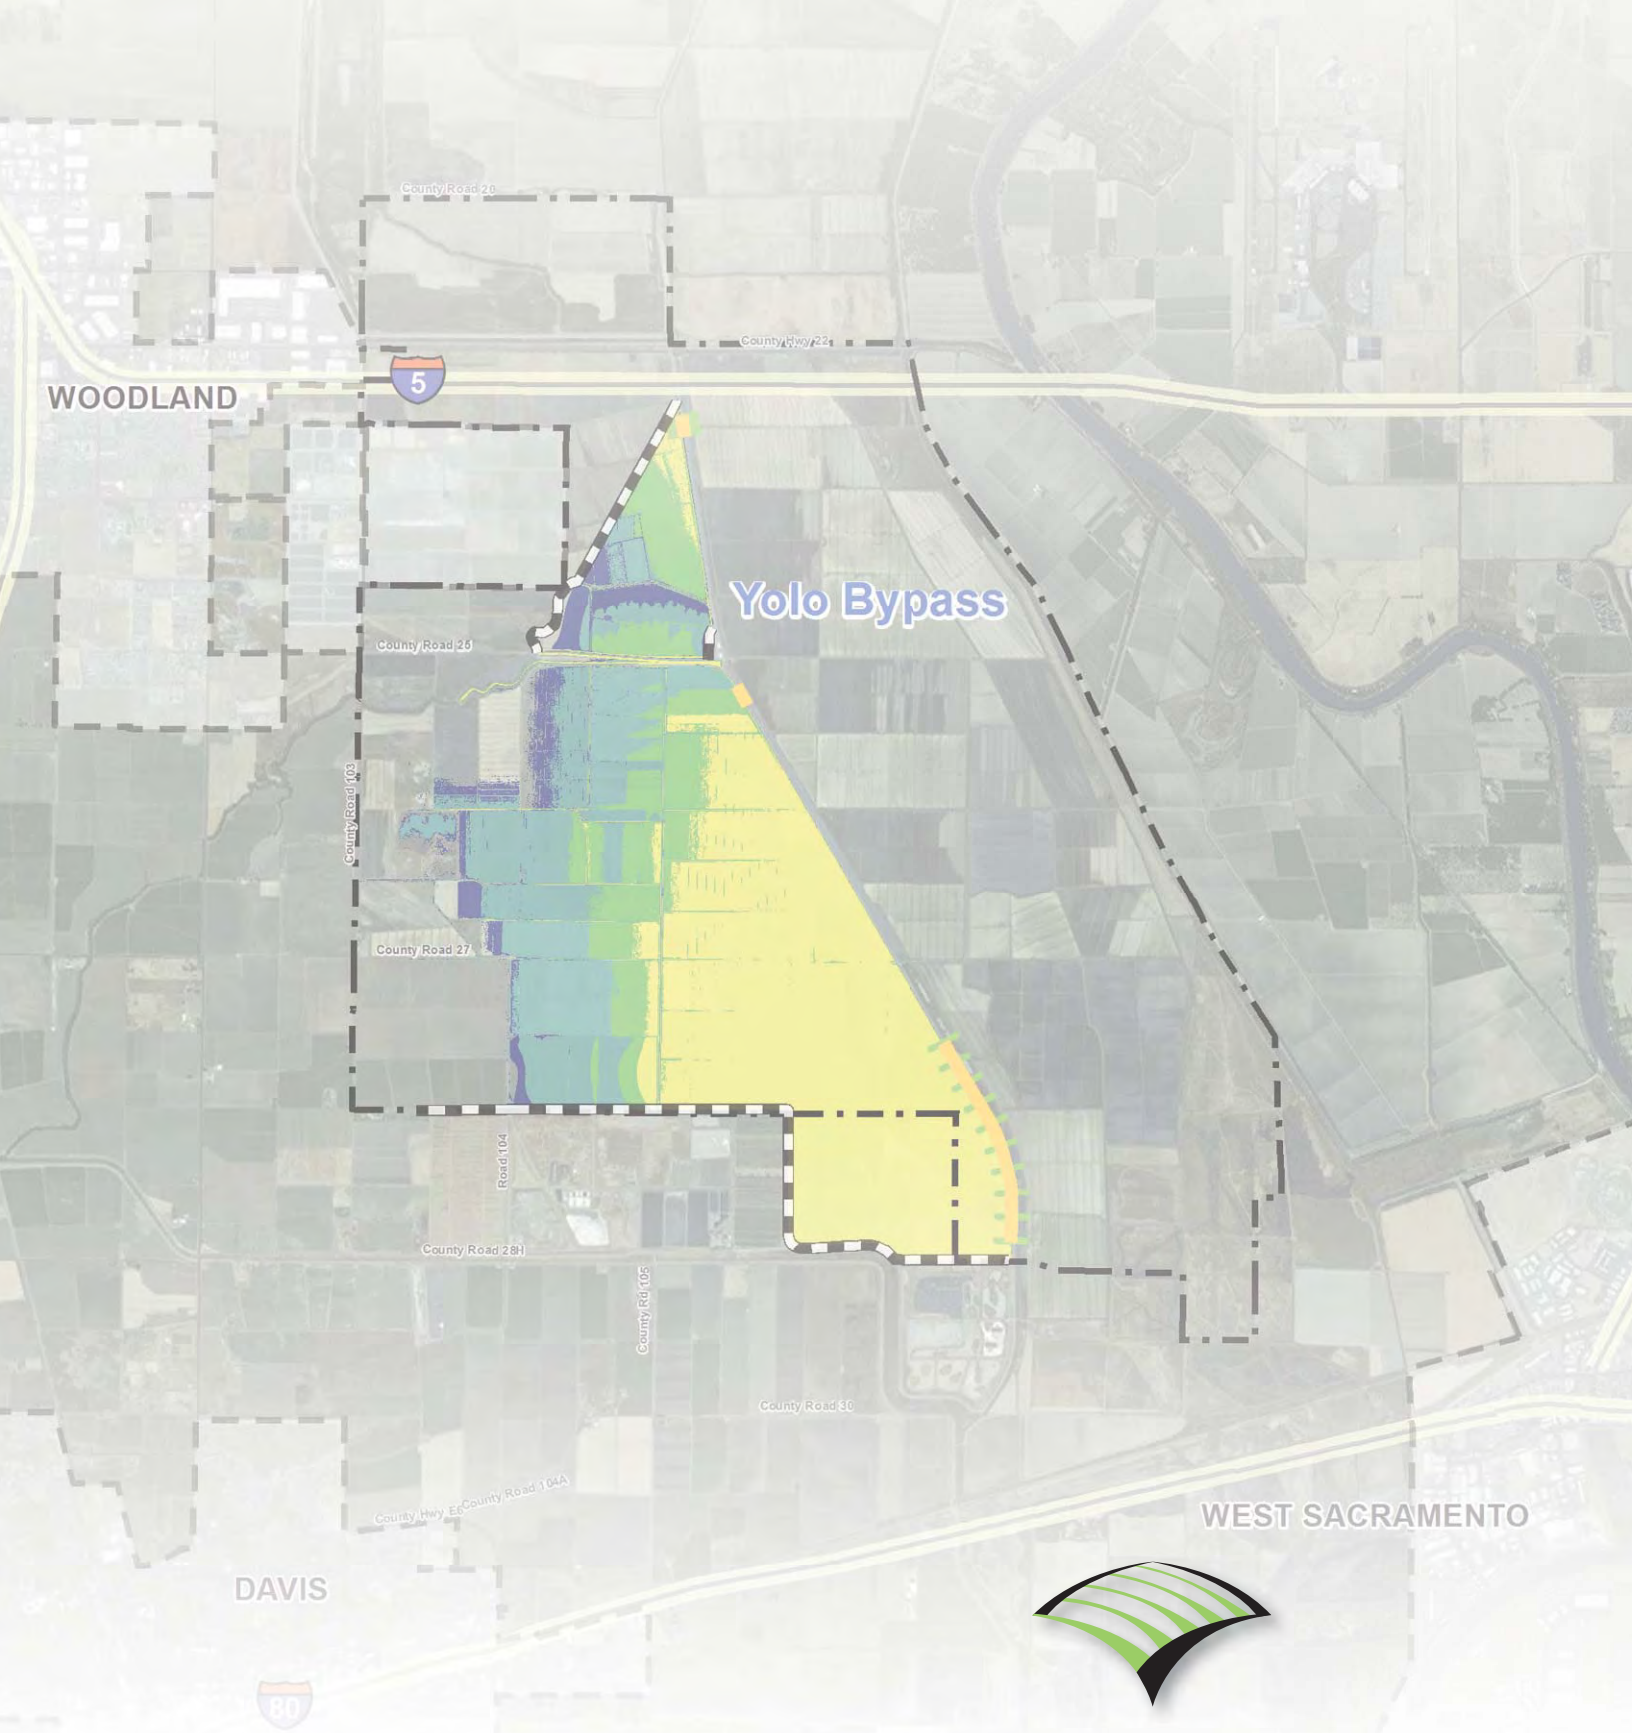 County Road 20
County Hwy 22
5
WOODLAND
Yolo Bypass
County Road 25
County Road 103
County Road 27
Road 104
County Road 28H
County Rd 105
County Road 30
County Road 104A
County Hwy E6
WEST SACRAMENTO
DAVIS
80